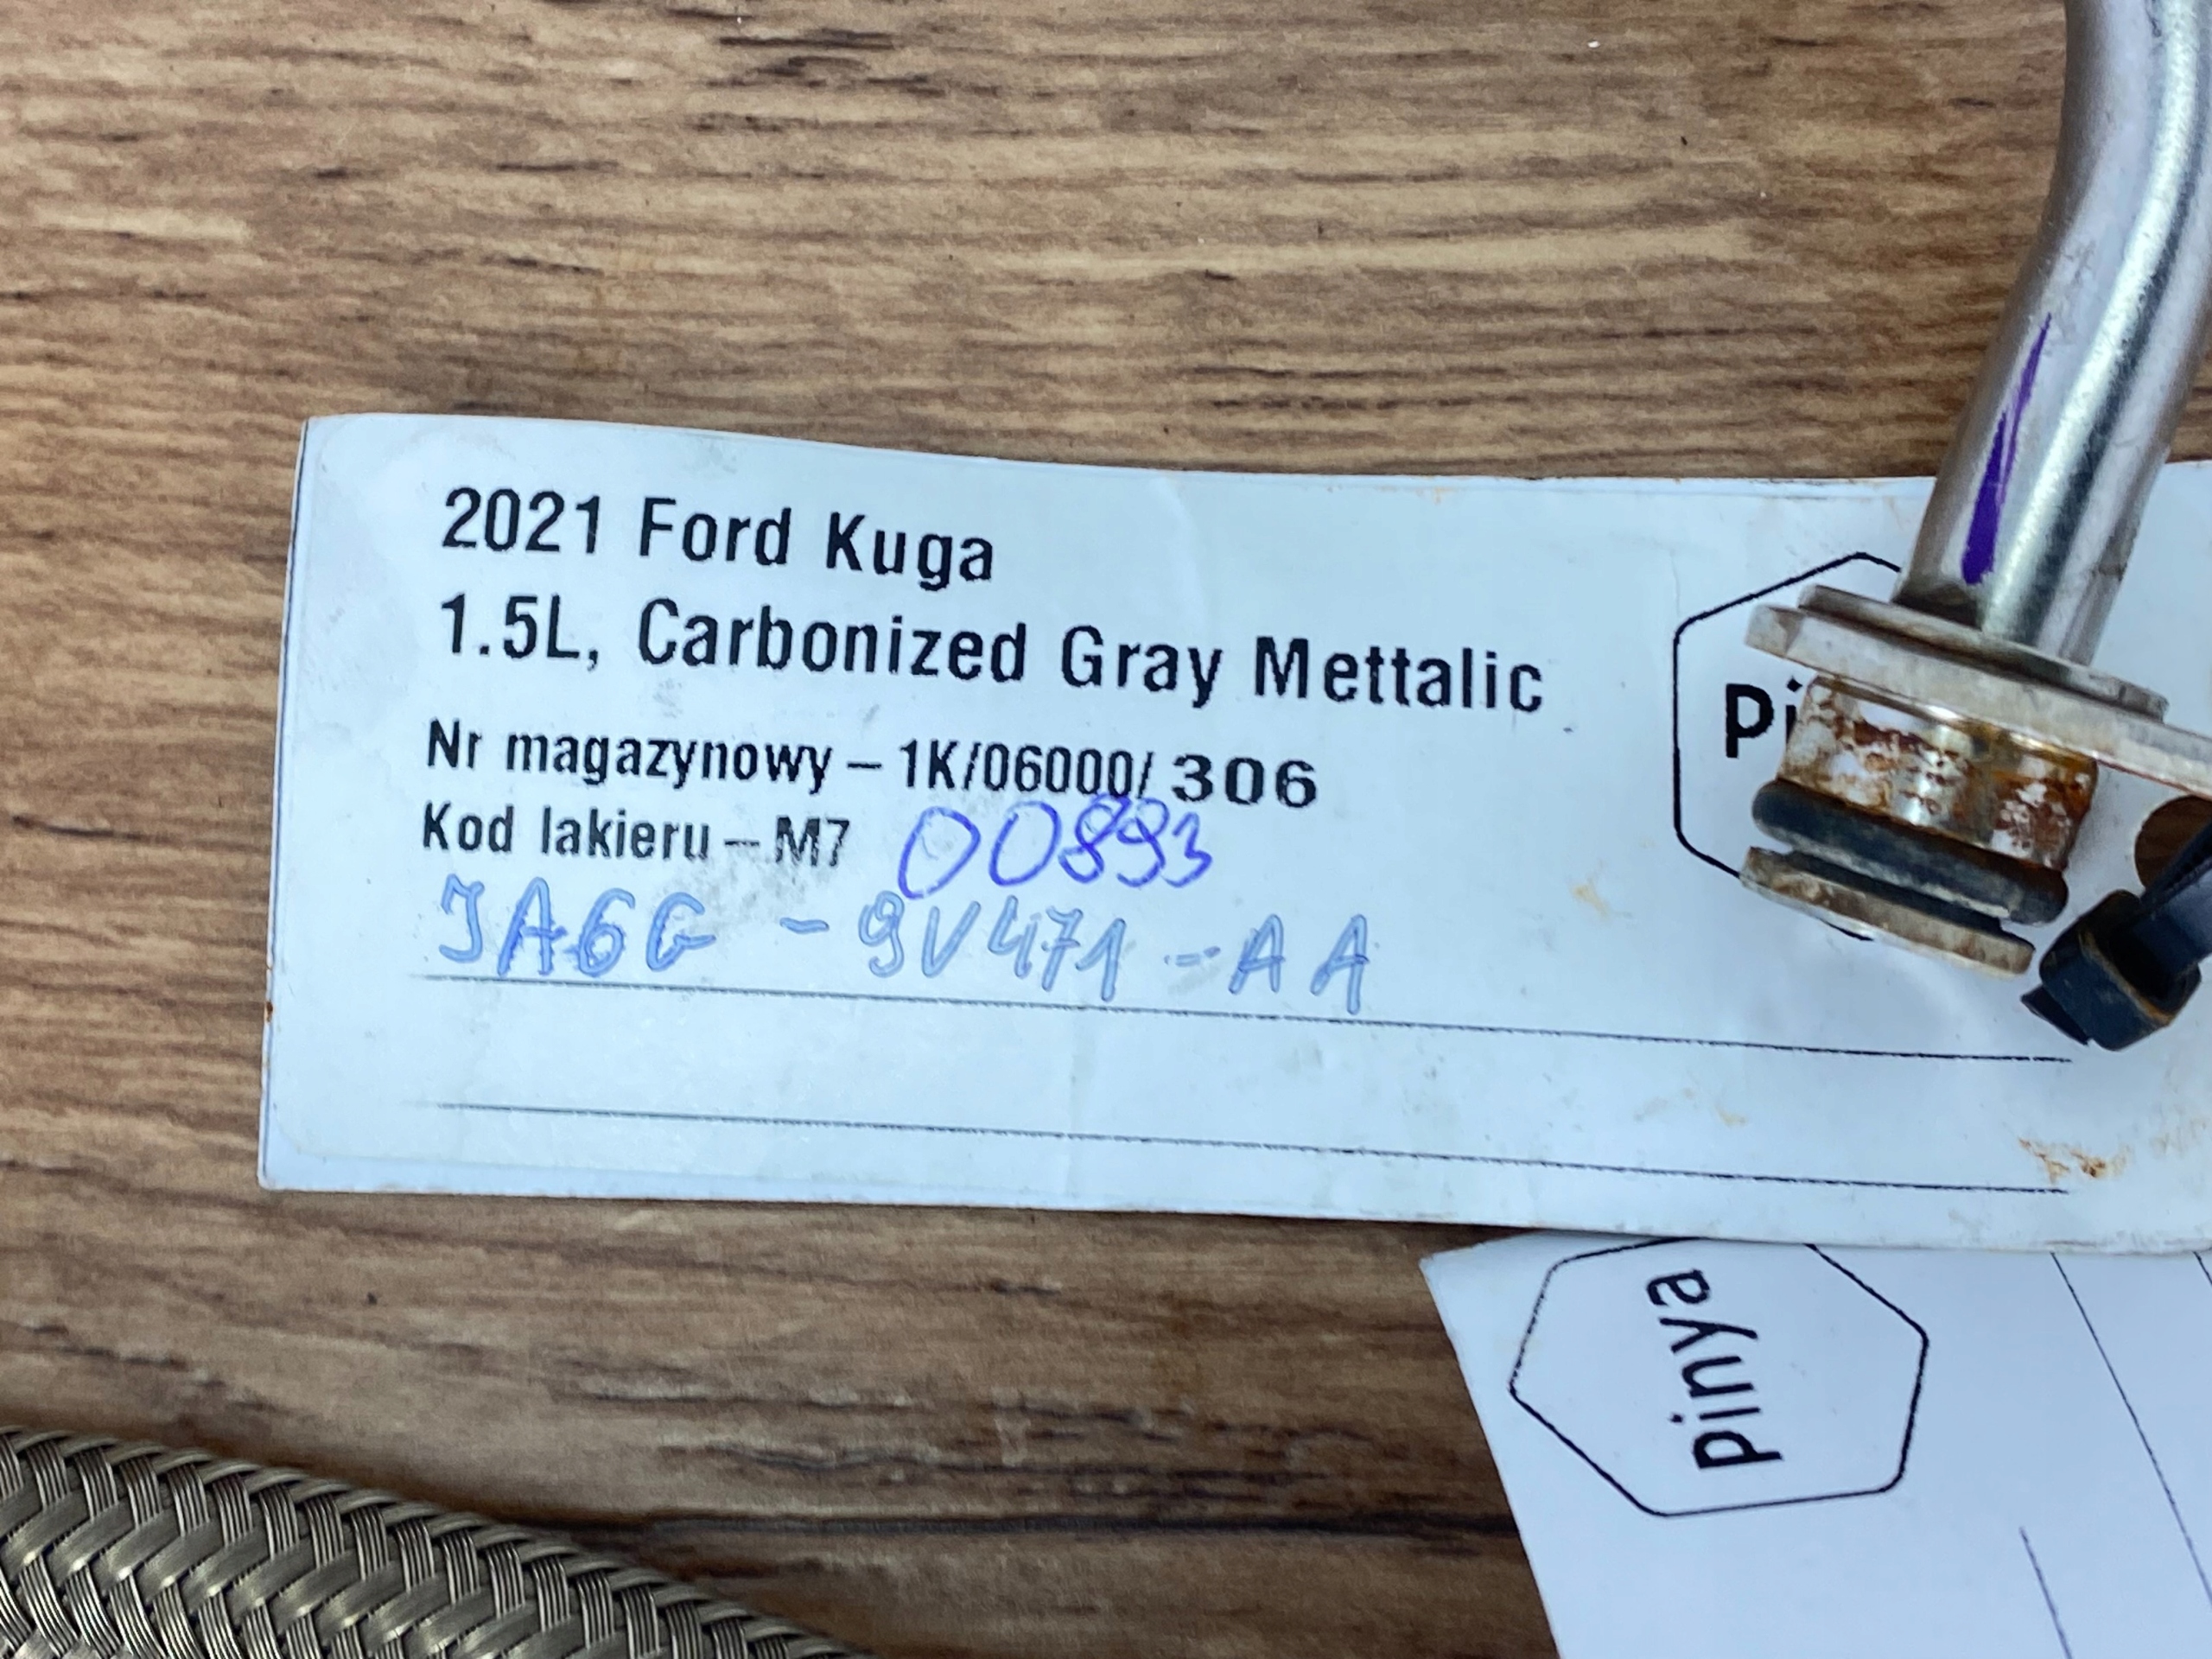 2021 Ford Kuga
1.5L, Carbonized Gray Mettalic
Nr magazynowy – 1K/06000/ 306
Kod lakieru – M7 00893
JA6G - 9V471 - AA
Pinya